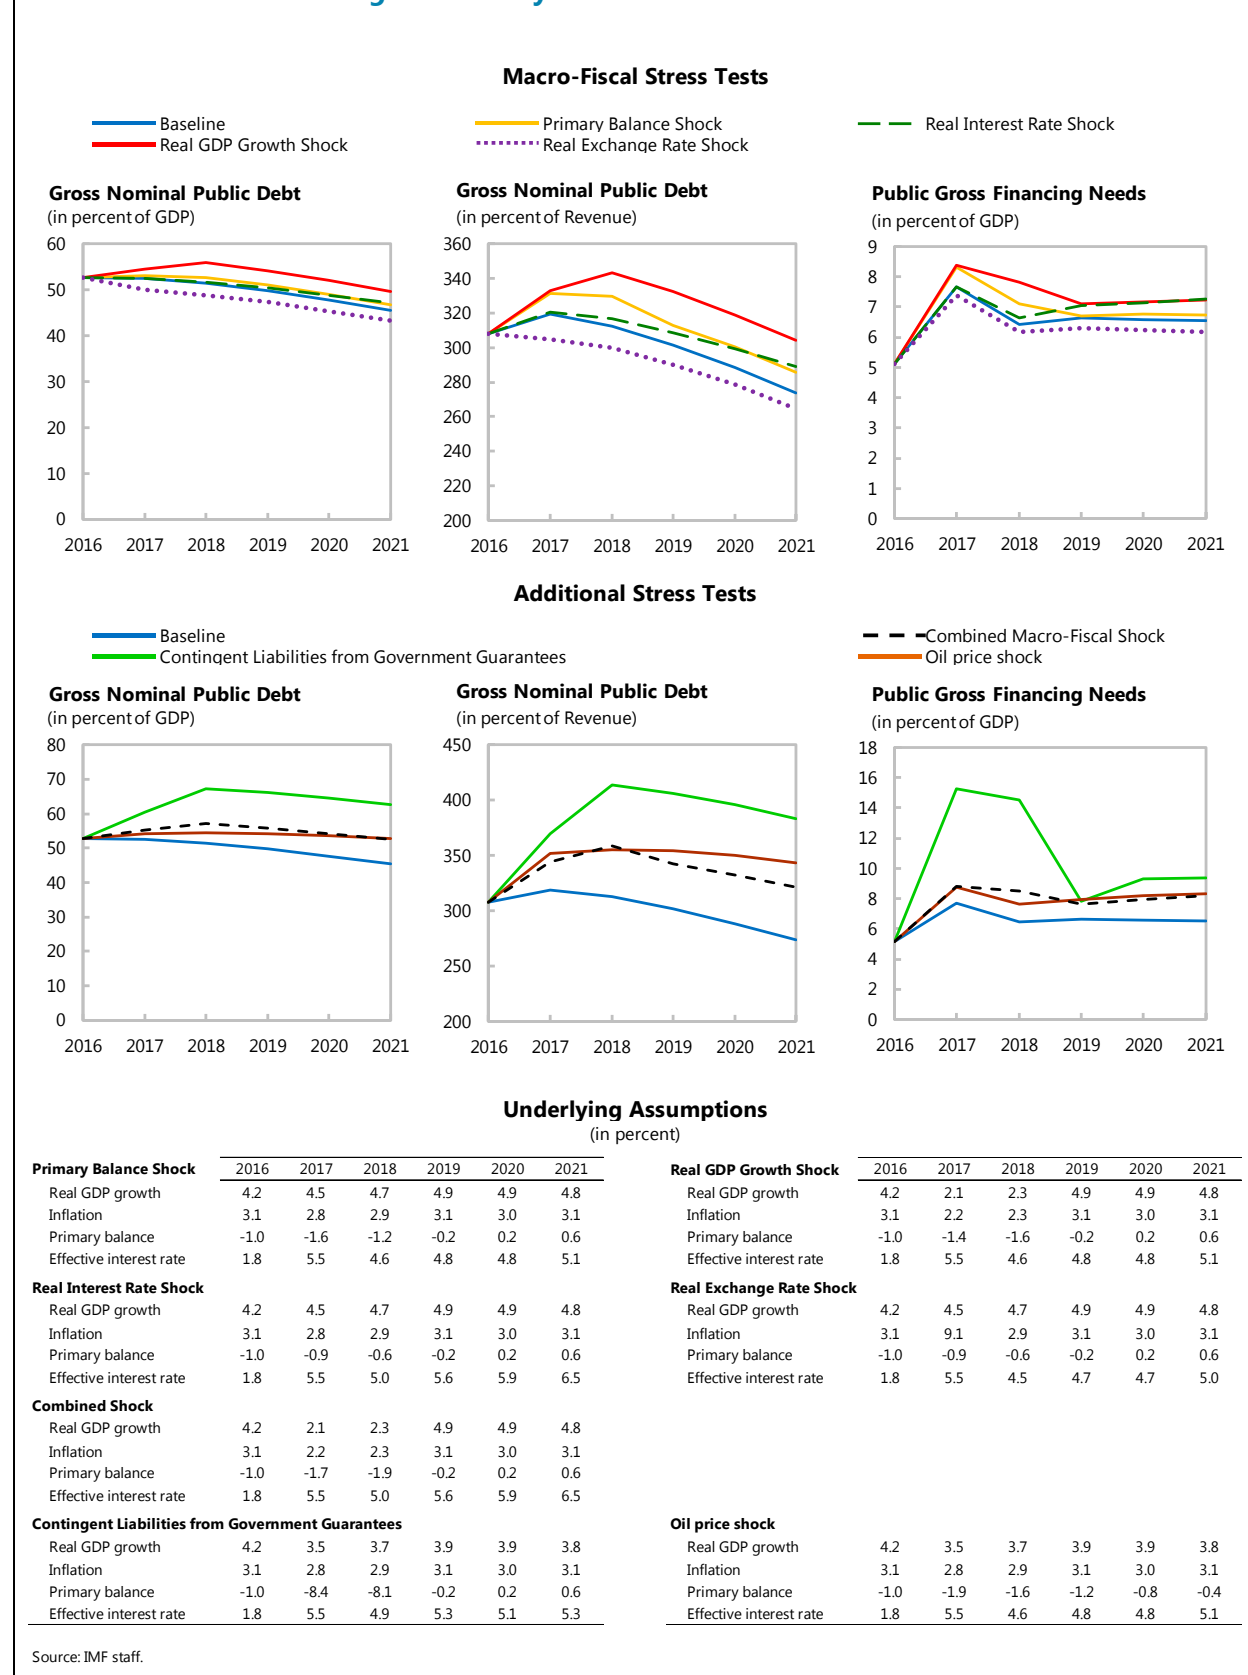 Macro-Fiscal Stress Tests
Baseline
Primary Balance Shock
Real Interest Rate Shock
Real GDP Growth Shock
Real Exchange Rate Shock
Gross Nominal Public Debt
(in percent of GDP)
60
50
40
30
20
10
0
2016 2017 2018 2019 2020 2021
Gross Nominal Public Debt
(in percent of Revenue)
360
340
320
300
280
260
240
220
200
2016 2017 2018 2019 2020 2021
Public Gross Financing Needs
(in percent of GDP)
9
8
7
6
5
4
3
2
1
0
2016 2017 2018 2019 2020 2021
Additional Stress Tests
Baseline
Combined Macro-Fiscal Shock
Contingent Liabilities from Government Guarantees
Oil price shock
Gross Nominal Public Debt
(in percent of GDP)
80
70
60
50
40
30
20
10
0
2016 2017 2018 2019 2020 2021
Gross Nominal Public Debt
(in percent of Revenue)
450
400
350
300
250
200
2016 2017 2018 2019 2020 2021
Public Gross Financing Needs
(in percent of GDP)
18
16
14
12
10
8
6
4
2
0
2016 2017 2018 2019 2020 2021
Underlying Assumptions
(in percent)
Primary Balance Shock 2016 2017 2018 2019 2020 2021
Real GDP growth 4.2 4.5 4.7 4.9 4.9 4.8
Inflation 3.1 2.8 2.9 3.1 3.0 3.1
Primary balance -1.0 -1.6 -1.2 -0.2 0.2 0.6
Effective interest rate 1.8 5.5 4.6 4.8 4.8 5.1
Real GDP Growth Shock 2016 2017 2018 2019 2020 2021
Real GDP growth 4.2 2.1 2.3 4.9 4.9 4.8
Inflation 3.1 2.2 2.3 3.1 3.0 3.1
Primary balance -1.0 -1.4 -1.6 -0.2 0.2 0.6
Effective interest rate 1.8 5.5 4.6 4.8 4.8 5.1
Real Interest Rate Shock
Real GDP growth 4.2 4.5 4.7 4.9 4.9 4.8
Inflation 3.1 2.8 2.9 3.1 3.0 3.1
Primary balance -1.0 -0.9 -0.6 -0.2 0.2 0.6
Effective interest rate 1.8 5.5 5.0 5.6 5.9 6.5
Real Exchange Rate Shock
Real GDP growth 4.2 4.5 4.7 4.9 4.9 4.8
Inflation 3.1 9.1 2.9 3.1 3.0 3.1
Primary balance -1.0 -0.9 -0.6 -0.2 0.2 0.6
Effective interest rate 1.8 5.5 4.5 4.7 4.7 5.0
Combined Shock
Real GDP growth 4.2 2.1 2.3 4.9 4.9 4.8
Inflation 3.1 2.2 2.3 3.1 3.0 3.1
Primary balance -1.0 -1.7 -1.9 -0.2 0.2 0.6
Effective interest rate 1.8 5.5 5.0 5.6 5.9 6.5
Contingent Liabilities from Government Guarantees
Real GDP growth 4.2 3.5 3.7 3.9 3.9 3.8
Inflation 3.1 2.8 2.9 3.1 3.0 3.1
Primary balance -1.0 -8.4 -8.1 -0.2 0.2 0.6
Effective interest rate 1.8 5.5 4.9 5.3 5.1 5.3
Oil price shock
Real GDP growth 4.2 3.5 3.7 3.9 3.9 3.8
Inflation 3.1 2.8 2.9 3.1 3.0 3.1
Primary balance -1.0 -1.9 -1.6 -1.2 -0.8 -0.4
Effective interest rate 1.8 5.5 4.6 4.8 4.8 5.1
Source: IMF staff.